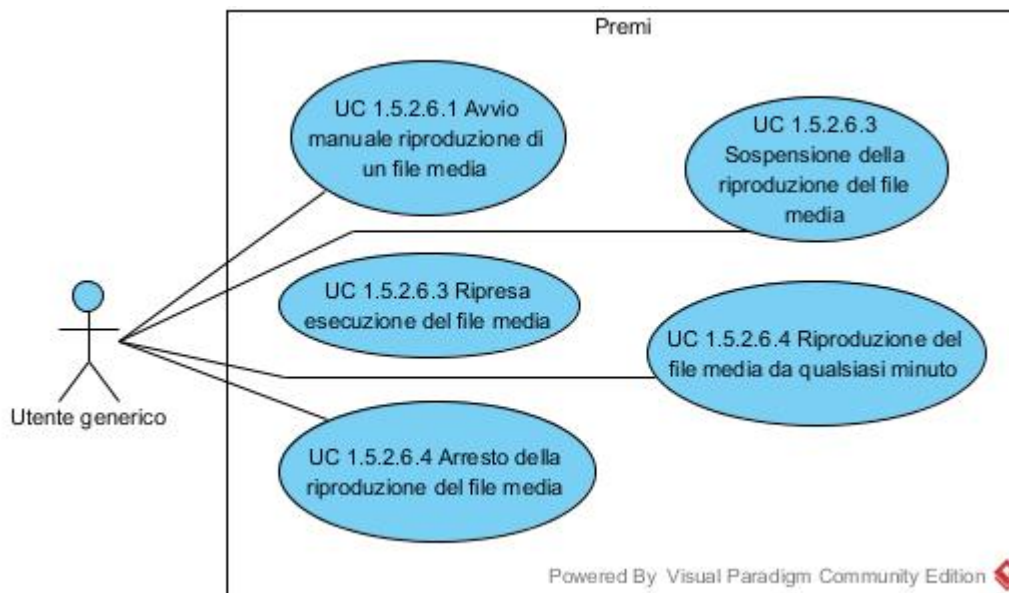 Premi
UC 1.5.2.6.1 Avvio
manuale riproduzione di
un file media
UC 1.5.2.6.3
Sospensione della
riproduzione del file
media
UC 1.5.2.6.3 Ripresa
esecuzione del file media
UC 1.5.2.6.4 Riproduzione del
file media da qualsiasi minuto
Utente generico
UC 1.5.2.6.4 Arresto della
riproduzione del file media
Powered By Visual Paradigm Community Edition